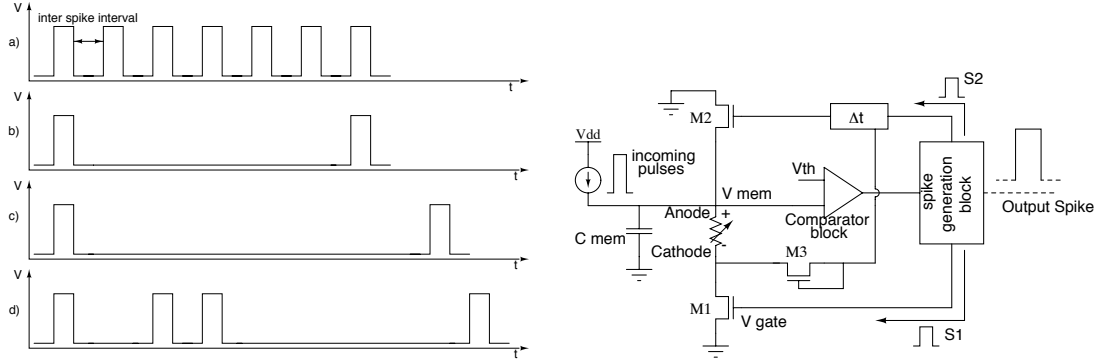 V
inter spike interval
a)
t
V
b)
t
V
c)
t
V
d)
t
S2
M2
Δt
Vdd
incoming
pulses
Vth
V mem
spike
generation
block
Anode
+
Comparator
block
Output Spike
C mem
Cathode
-
M3
M1
V gate
S1